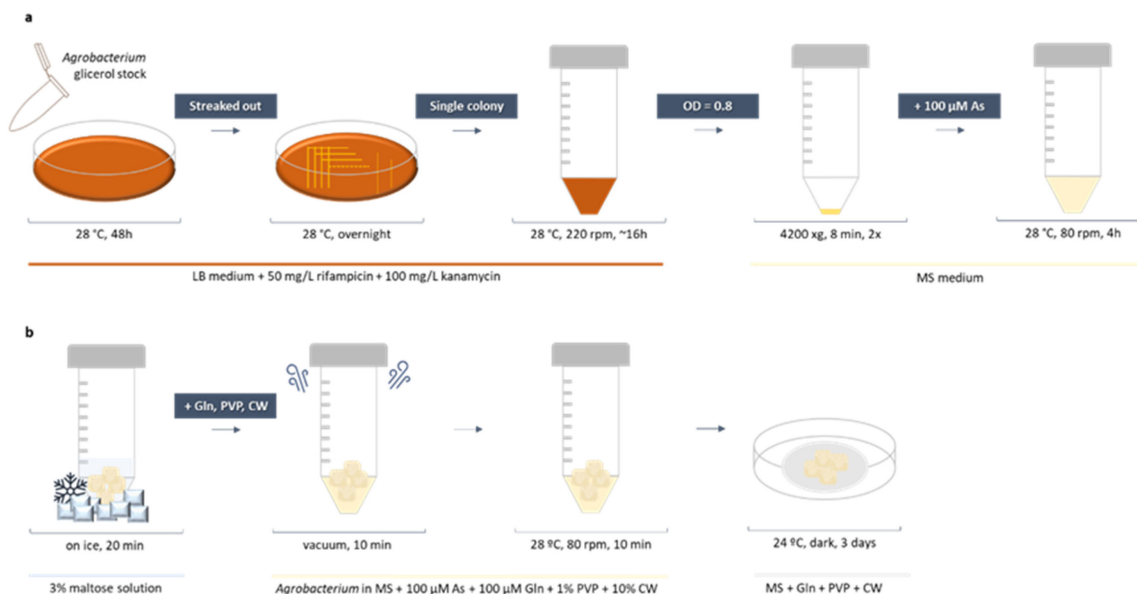 a
Agrobacterium
glicerol stock
Streaked out
Single colony
OD = 0.8
+ 100 µM As
28 °C, 48h
28 °C, overnight
28 °C, 220 rpm, ~16h
4200 xg, 8 min, 2x
28 °C, 80 rpm, 4h
LB medium + 50 mg/L rifampicin + 100 mg/L kanamycin
MS medium
b
+ Gln, PVP, CW
on ice, 20 min
vacuum, 10 min
28 ºC, 80 rpm, 10 min
24 ºC, dark, 3 days
3% maltose solution
Agrobacterium in MS + 100 µM As + 100 µM Gln + 1% PVP + 10% CW
MS + Gln + PVP + CW